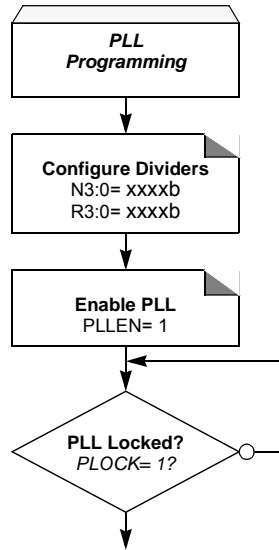 PLL
Programming
Configure Dividers
N3:0= xxxxb
R3:0= xxxxb
Enable PLL
PLLEN= 1
PLL Locked?
PLOCK= 1?